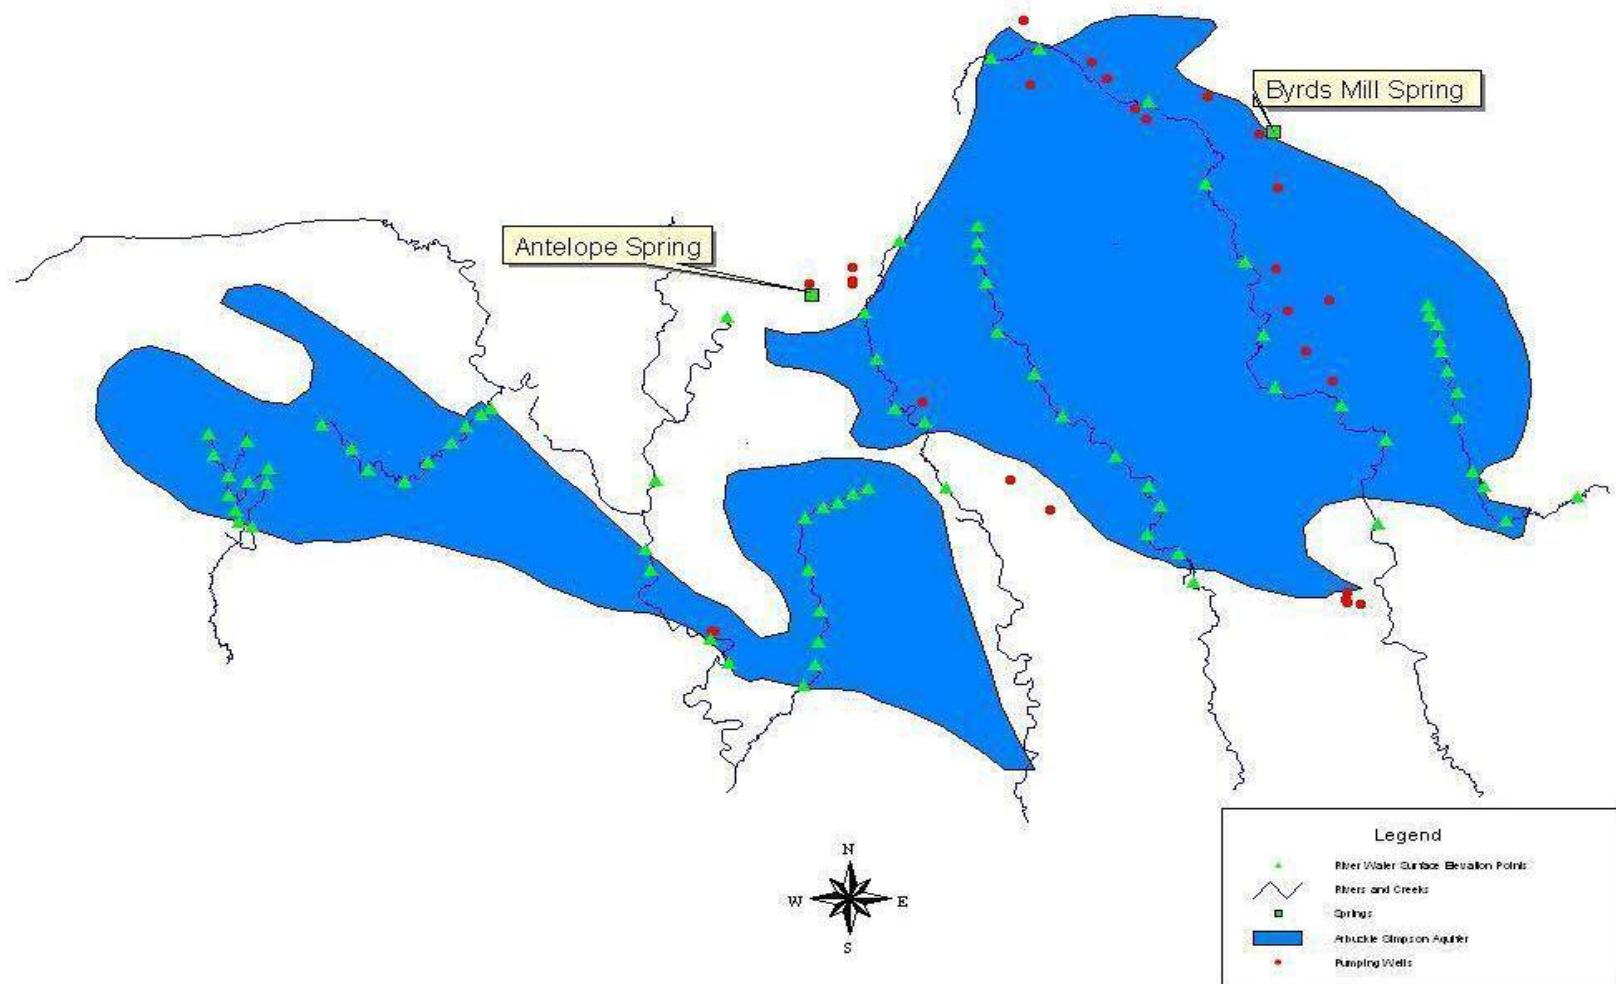 Byrds Mill Spring
Antelope Spring
N
W
E
S
Legend
River Water Surface Elevation Points
Rivers and Creeks
Springs
Arbuckle Simpson Aquifer
Pumping Wells